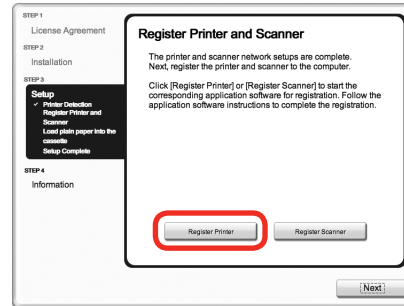 STEP 1
License Agreement
STEP 2
Installation
STEP 3
Setup
✓ Printer Detection
Register Printer and
Scanner
Load plain paper into the
cassette
Setup Complete
STEP 4
Information
Register Printer and Scanner
The printer and scanner network setups are complete.
Next, register the printer and scanner to the computer.
Click [Register Printer] or [Register Scanner] to start the
corresponding application software for registration. Follow the
application software instructions to complete the registration.
Register Printer
Register Scanner
Next